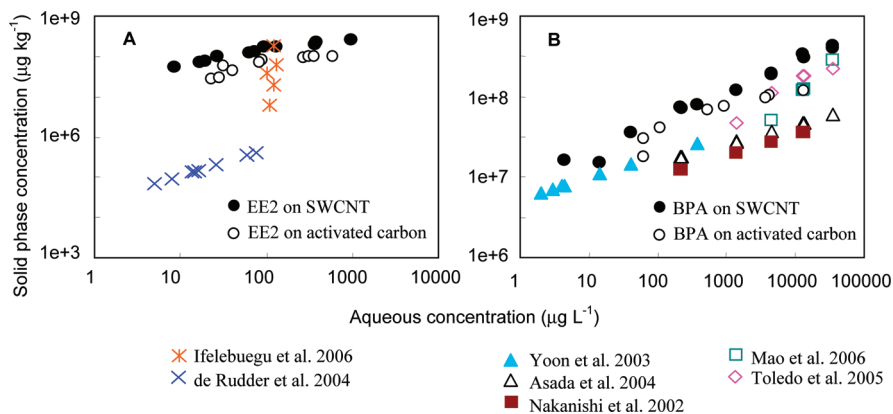 Solid phase concentration (μg kg⁻¹)
1e+9
1e+6
1e+3
A
EE2 on SWCNT
EE2 on activated carbon
1
10
100
1000
10000
1e+9
1e+8
1e+7
1e+6
B
BPA on SWCNT
BPA on activated carbon
1
10
100
1000
10000
100000
Aqueous concentration (μg L⁻¹)
Ifelebuegu et al. 2006
de Rudder et al. 2004
Yoon et al. 2003
Asada et al. 2004
Nakanishi et al. 2002
Mao et al. 2006
Toledo et al. 2005